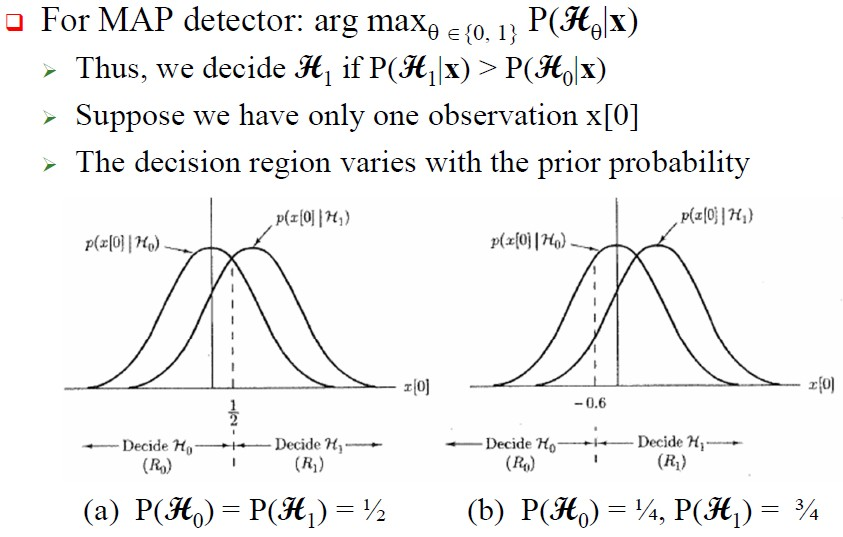 For MAP detector: arg max_θ ∈{0, 1} P(ℋ_θ|x)
Thus, we decide ℋ₁ if P(ℋ₁|x) > P(ℋ₀|x)
Suppose we have only one observation x[0]
The decision region varies with the prior probability
p(x[0] | ℋ₀)
p(x[0] | ℋ₁)
x[0]
1/2
Decide ℋ₀
(R₀)
Decide ℋ₁
(R₁)
(a) P(ℋ₀) = P(ℋ₁) = ½
p(x[0] | ℋ₀)
p(x[0] | ℋ₁)
x[0]
-0.6
Decide ℋ₀
(R₀)
Decide ℋ₁
(R₁)
(b) P(ℋ₀) = ¼, P(ℋ₁) = ¾